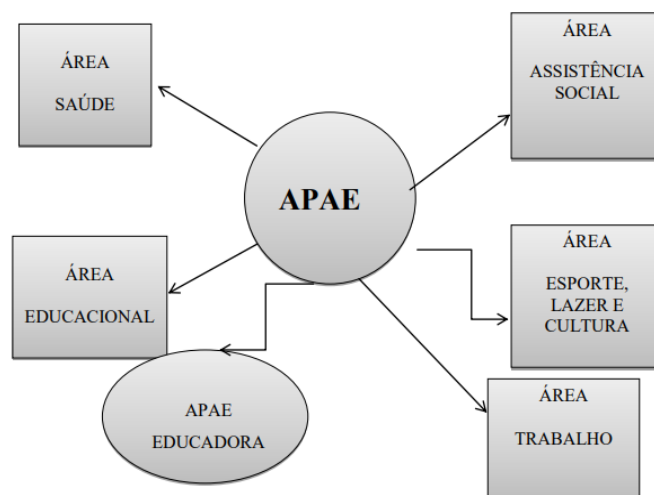 ÁREA
SAÚDE
ÁREA
ASSISTÊNCIA
SOCIAL
APAE
ÁREA
EDUCACIONAL
ÁREA
ESPORTE,
LAZER E
CULTURA
APAE
EDUCADORA
ÁREA
TRABALHO